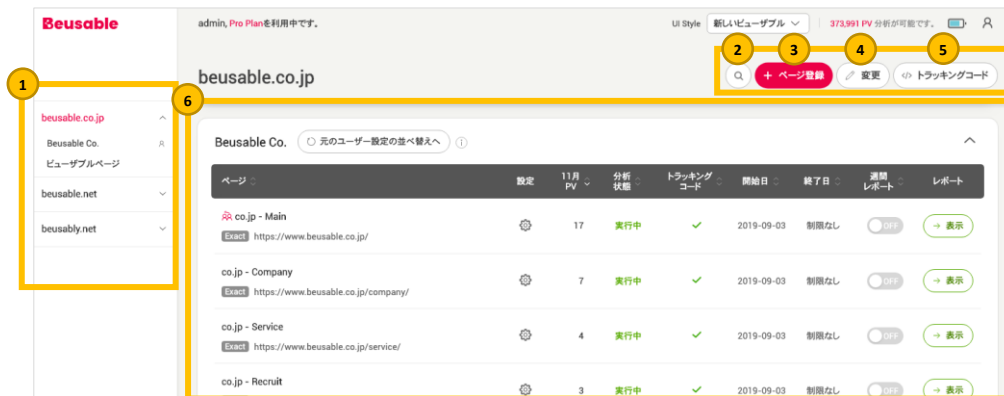 Beusable
admin, Pro Planを利用中です。
UI Style 新しいビューザブル 373,991 PV 分析が可能です。
1
2
3
4
5
6
beusable.co.jp
ページ登録
変更
</> トラッキングコード
beusable.co.jp
Beusable Co.
ビューザブルページ
beusable.net
beusably.net
Beusable Co. 元のユーザー設定の並べ替えへ
ページ 設定 11月 PV 分析 状態 トラッキング コード 開始日 終了日 週間 レポート レポート
co.jp - Main
Exact https://www.beusable.co.jp/ 17 実行中 2019-09-03 制限なし OFF → 表示
co.jp - Company
Exact https://www.beusable.co.jp/company/ 7 実行中 2019-09-03 制限なし OFF → 表示
co.jp - Service
Exact https://www.beusable.co.jp/service/ 4 実行中 2019-09-03 制限なし OFF → 表示
co.jp - Recruit
3 実行中 2019-09-03 制限なし OFF → 表示